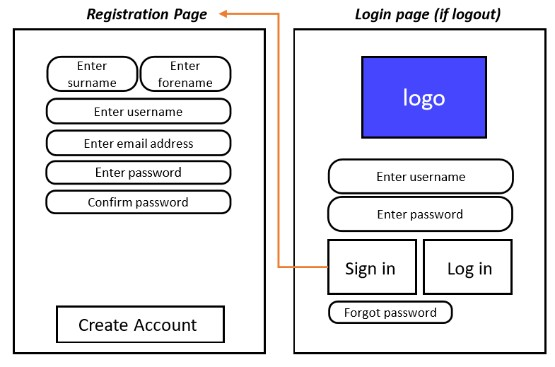 Registration Page
Login page (if logout)
Enter surname
Enter forename
Enter username
Enter email address
Enter password
Confirm password
Create Account
logo
Enter username
Enter password
Sign in
Log in
Forgot password